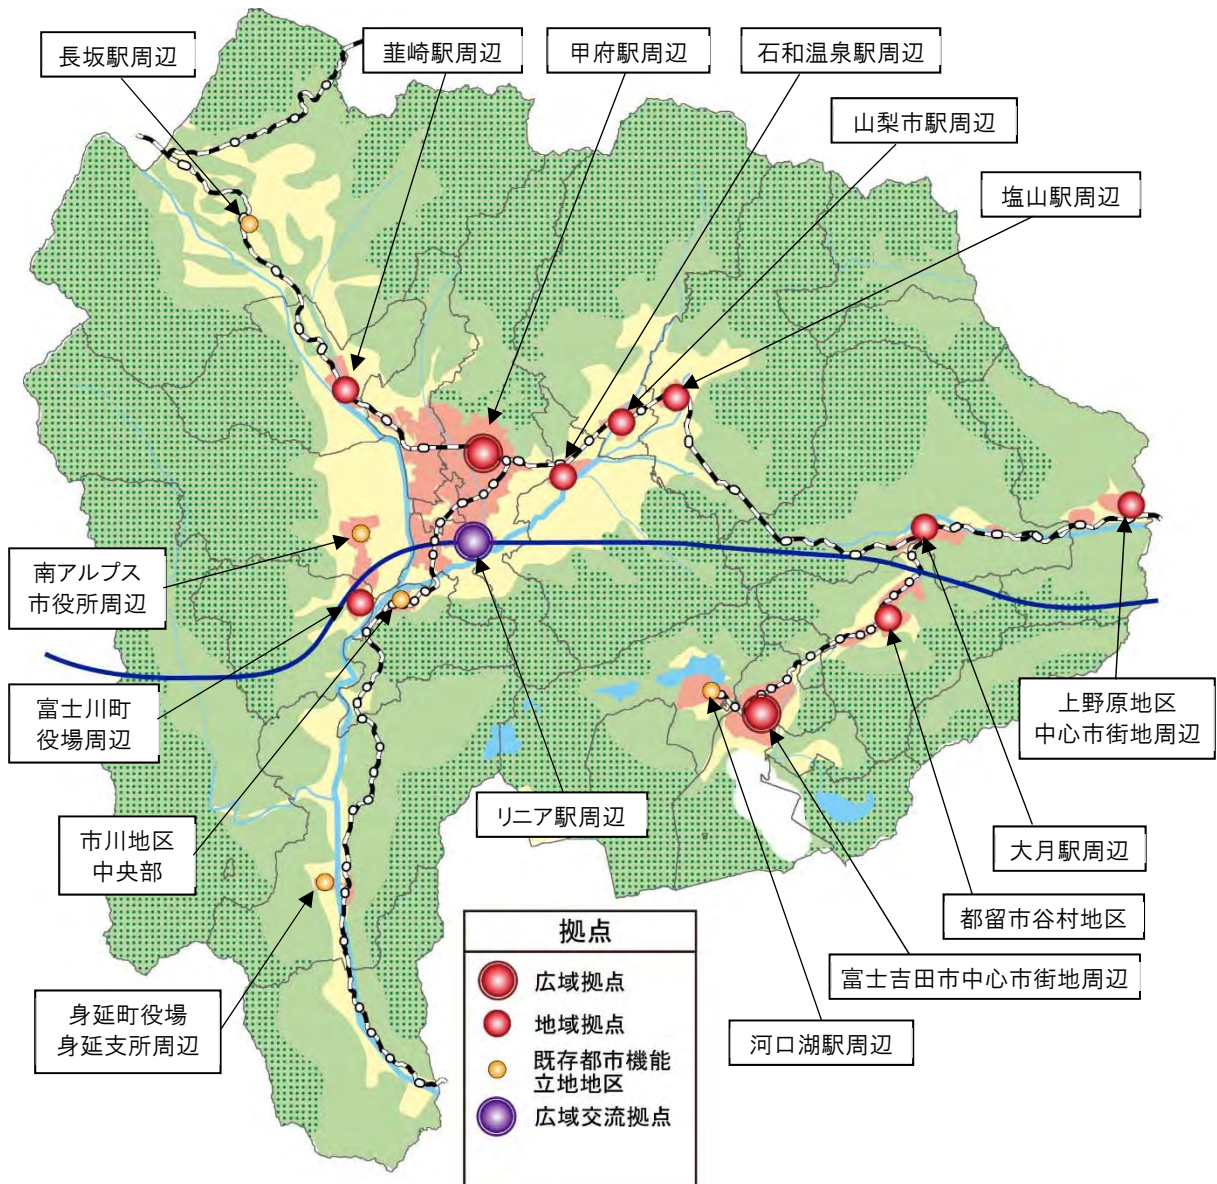 長坂駅周辺
韮崎駅周辺
甲府駅周辺
石和温泉駅周辺
山梨市駅周辺
塩山駅周辺
南アルプス
市役所周辺
富士川町
役場周辺
市川地区
中央部
身延町役場
身延支所周辺
リニア駅周辺
上野原地区
中心市街地周辺
大月駅周辺
都留市谷村地区
富士吉田市中心市街地周辺
河口湖駅周辺
拠点
広域拠点
地域拠点
既存都市機能
立地地区
広域交流拠点